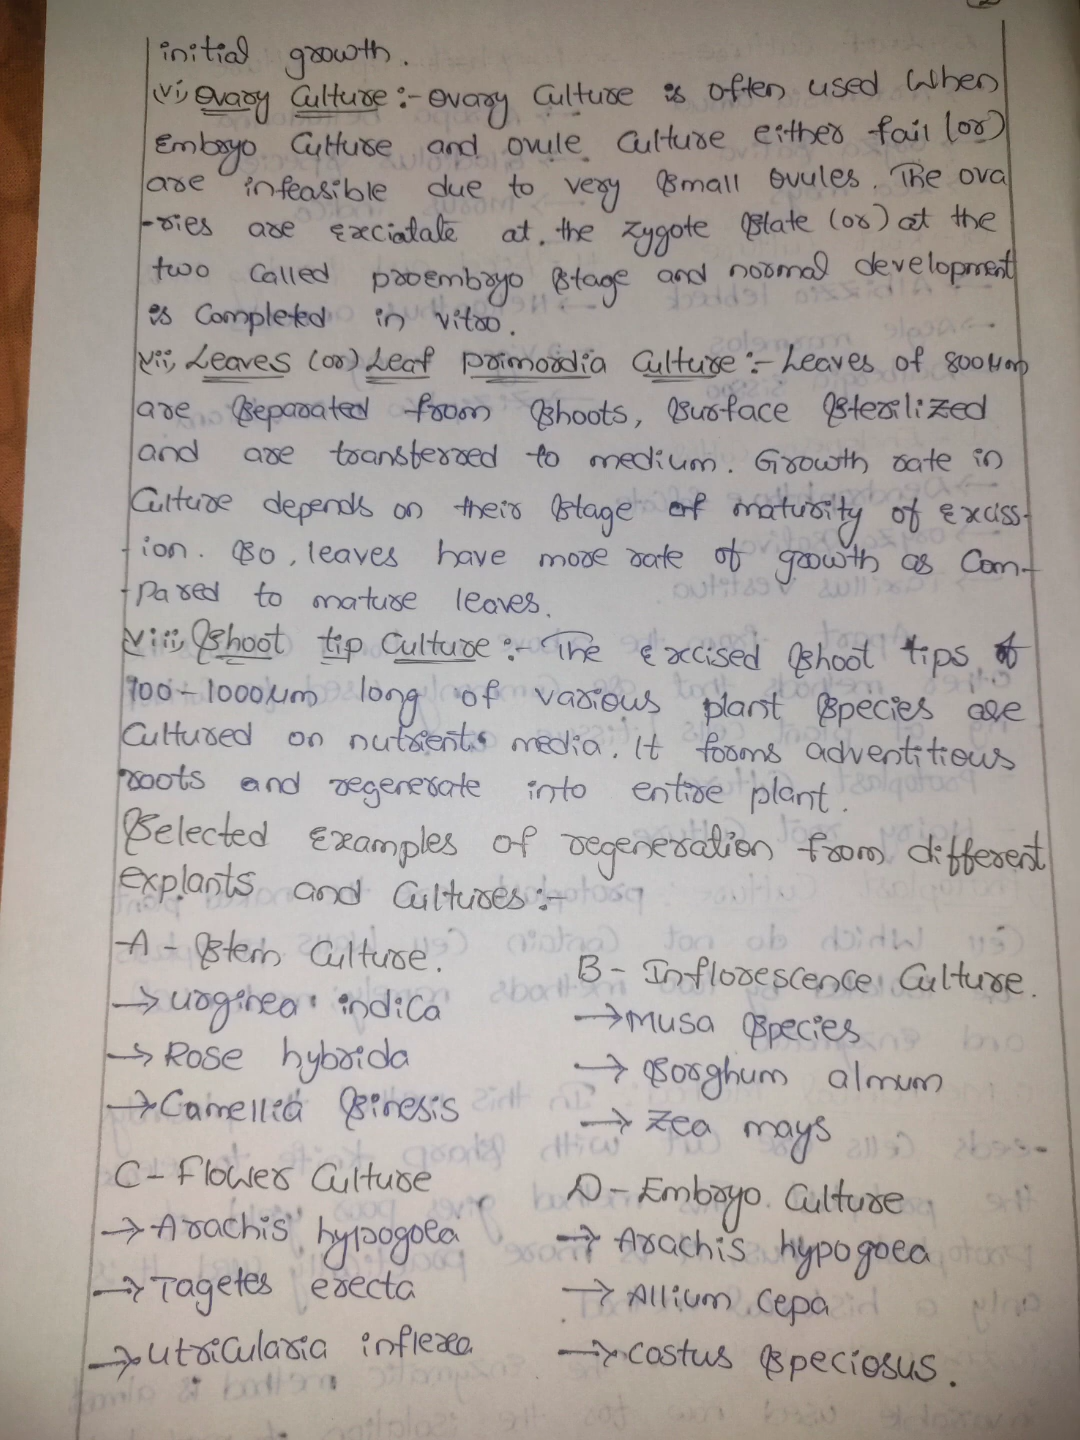 initial growth.
vi, Ovary Culture :- Ovary Culture is often used When
Embryo Culture and ovule Culture either fail (or)
are infeasible due to very Small Ovules. The ova
-ries are Exciatate at the Zygote State (or) at the
two Called proembryo Stage and normal development
is Completed in vitro.
vii, Leaves (or) Leaf primordia Culture :- Leaves of 800µm
are Separated from Shoots, Surface Sterilized
and are transferred to medium. Growth rate in
Culture depends on their Stage of maturity of Exciss-
-ion. So, leaves have more rate of growth as Com-
-pared to mature leaves.
viii, Shoot tip Culture :- The Excised Shoot tips of
100-1000µm long of various plant Species are
Cultured on nutrient media. It forms adventitious
roots and regenerate into entire plant.
Selected Examples of regeneration from different
explants and Cultures :-
A - Stem Culture.
→ Urginea indica
→ Rose hybrida
→ Camellia Sinesis
B - Inflorescence Culture.
→ Musa Species
→ Sorghum almum
→ Zea mays
C - Flower Culture
→ Arachis hypogoea
→ Tagetes erecta
→ Utricularia inflexa
D - Embryo Culture
→ Arachis hypogoea
→ Allium Cepa
→ Costus Speciosus.